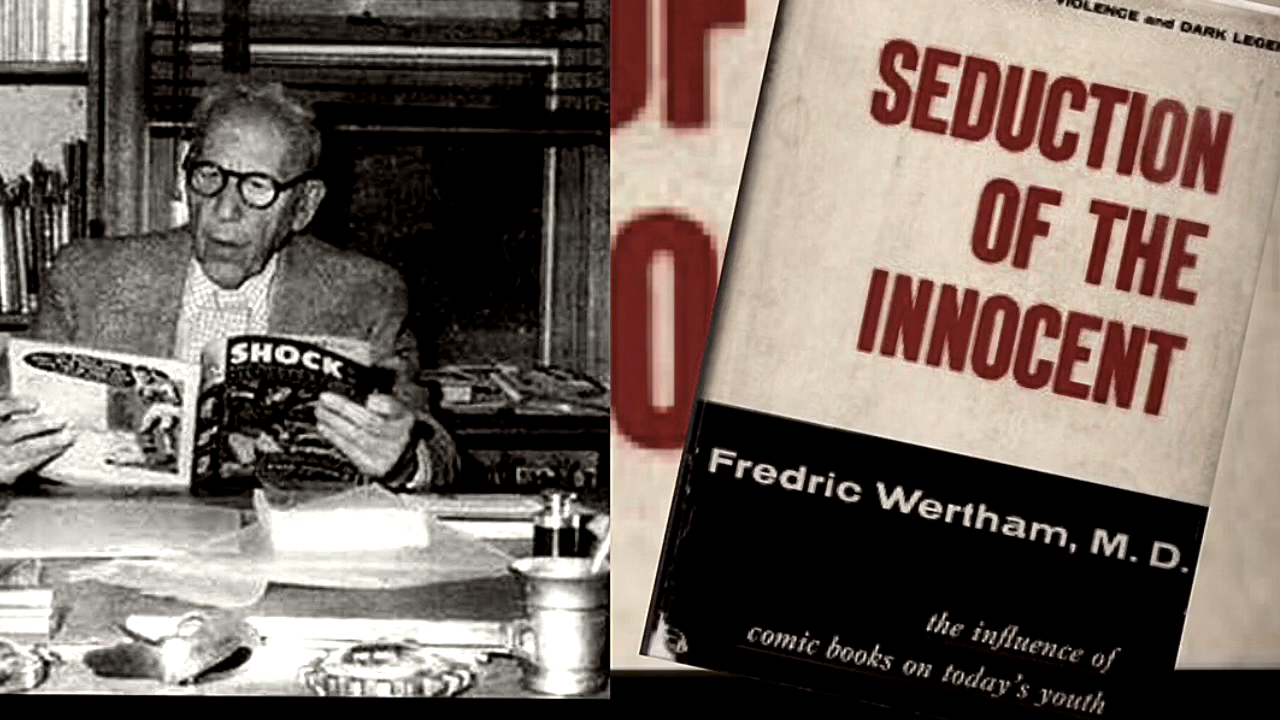 SHOCK
VIOLENCE and DARK LEGE
SEDUCTION
OF THE
INNOCENT
Fredric Wertham, M. D.
the influence of
comic books on today's youth